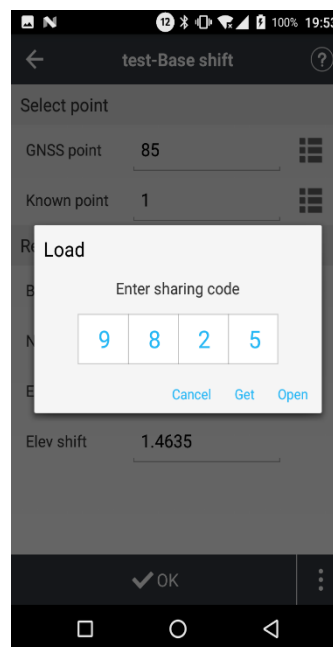 12 100% 19:53
test-Base shift ?
Select point
GNSS point 85
Known point 1
Load
Enter sharing code
9 8 2 5
Cancel Get Open
Elev shift 1.4635
OK